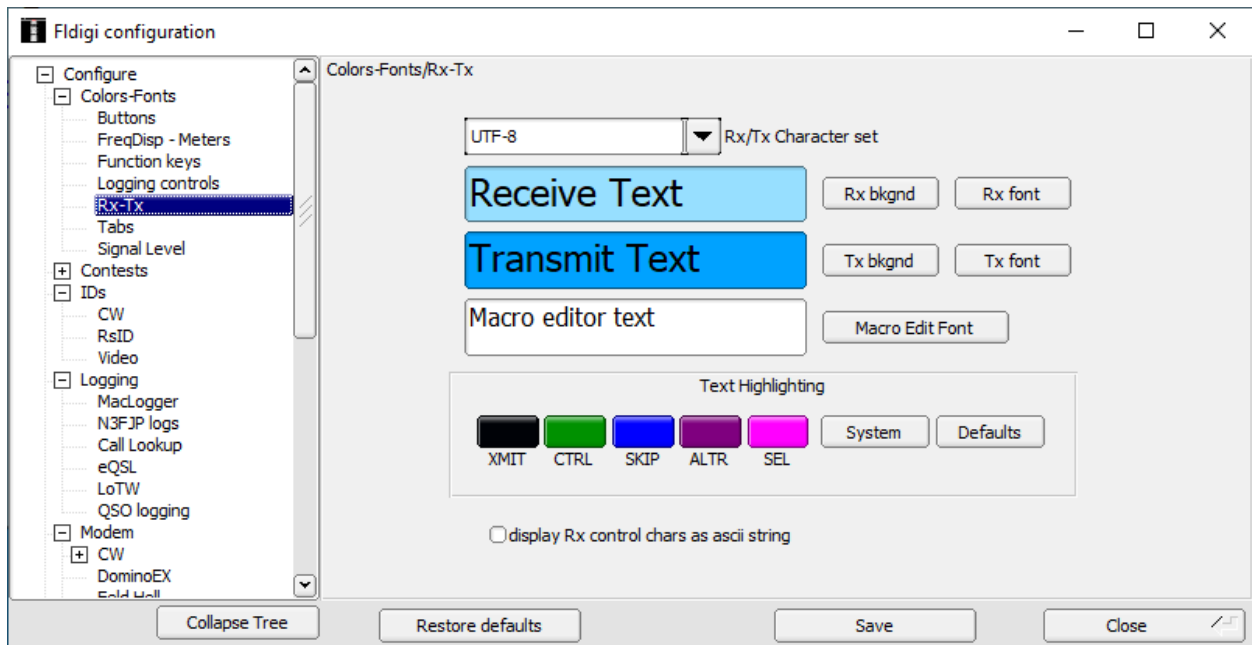 Fldigi configuration
Configure
Colors-Fonts
Buttons
FreqDisp - Meters
Function keys
Logging controls
Rx-Tx
Tabs
Signal Level
Contests
IDs
CW
RsID
Video
Logging
MacLogger
N3FJP logs
Call Lookup
eQSL
LoTW
QSO logging
Modem
CW
DominoEX
Feld Hell
Collapse Tree
Colors-Fonts/Rx-Tx
UTF-8 Rx/Tx Character set
Receive Text Rx bkgnd Rx font
Transmit Text Tx bkgnd Tx font
Macro editor text Macro Edit Font
Text Highlighting
System Defaults
XMIT CTRL SKIP ALTR SEL
display Rx control chars as ascii string
Restore defaults Save Close